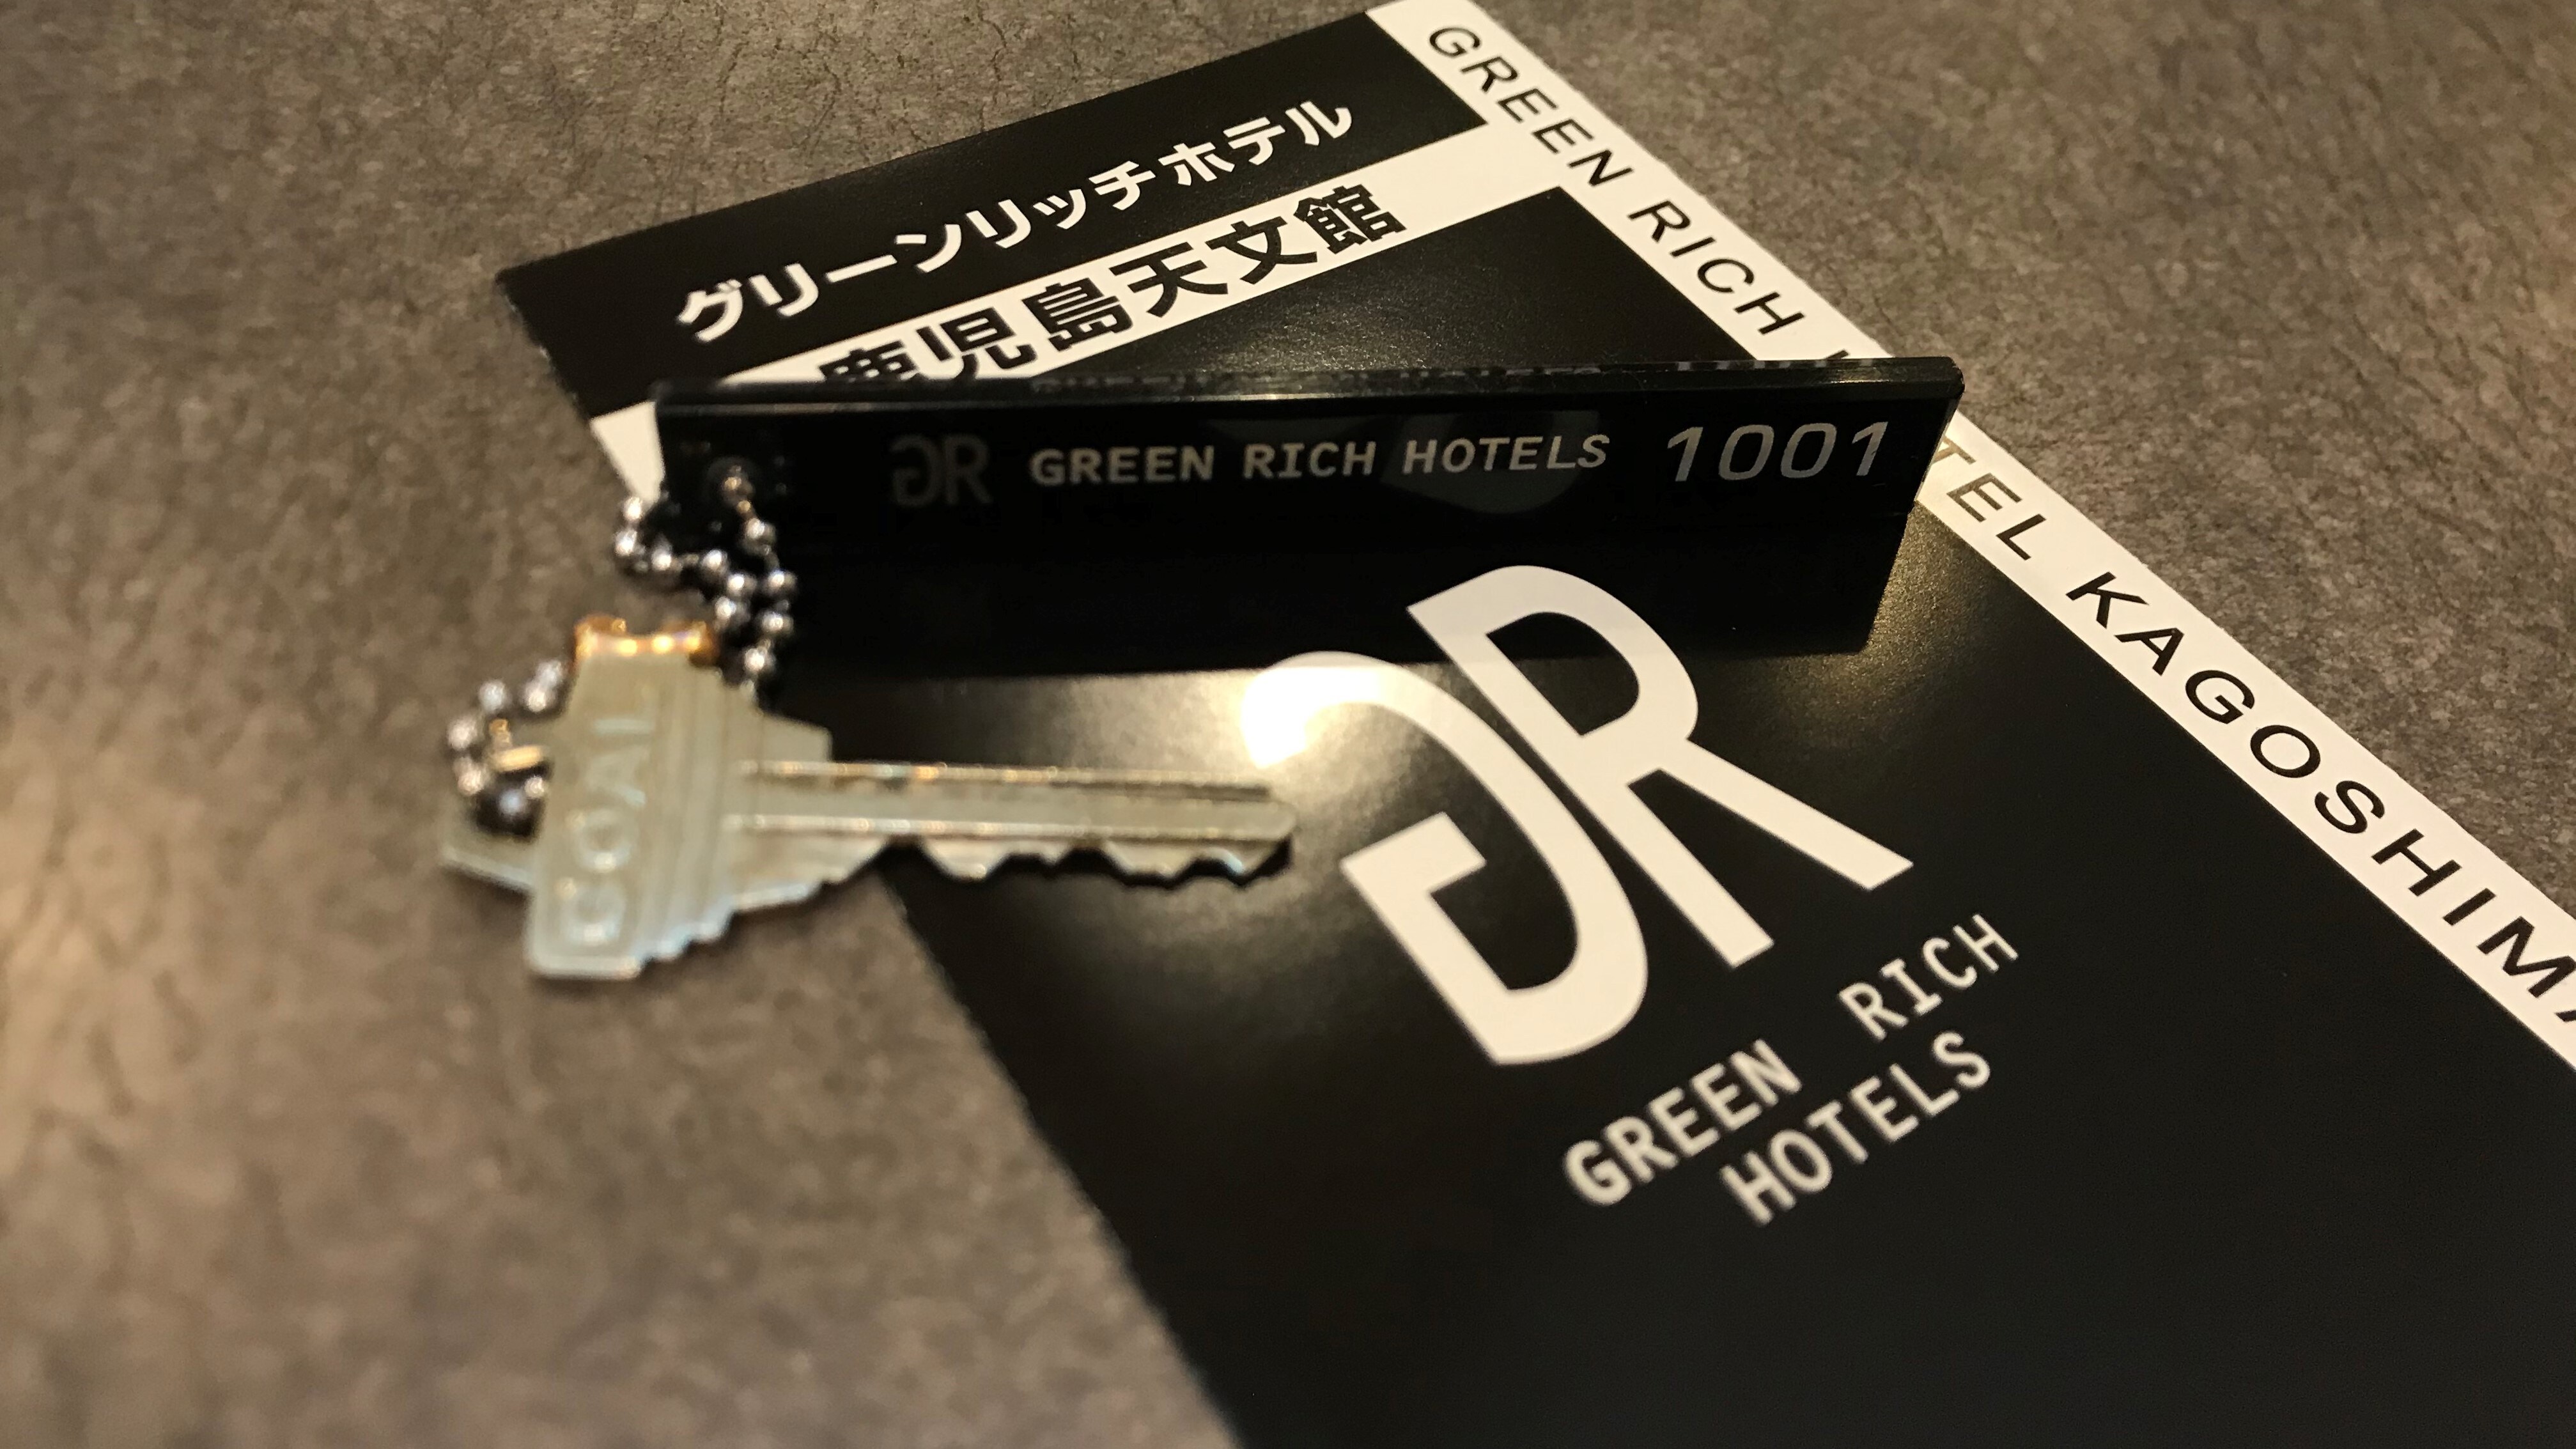 グリーンリッチホテル
鹿児島天文館
GREEN RICH HOTEL KAGOSHIMA
GR GREEN RICH HOTELS 1001
GOAL
GR
GREEN RICH
HOTELS